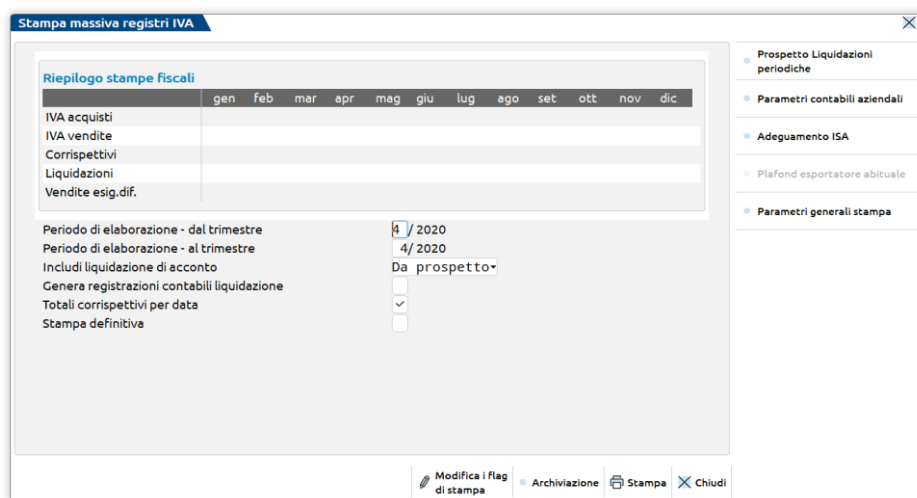 Stampa massiva registri IVA
Riepilogo stampe fiscali
gen feb mar apr mag giu lug ago set ott nov dic
IVA acquisti
IVA vendite
Corrispettivi
Liquidazioni
Vendite esig.dif.
Periodo di elaborazione - dal trimestre 4 / 2020
Periodo di elaborazione - al trimestre 4/ 2020
Includi liquidazione di acconto Da prospetto
Genera registrazioni contabili liquidazione
Totali corrispettivi per data
Stampa definitiva
Prospetto Liquidazioni
periodiche
Parametri contabili aziendali
Adeguamento ISA
Plafond esportatore abituale
Parametri generali stampa
Modifica i flag
di stampa
Archiviazione
Stampa
Chiudi